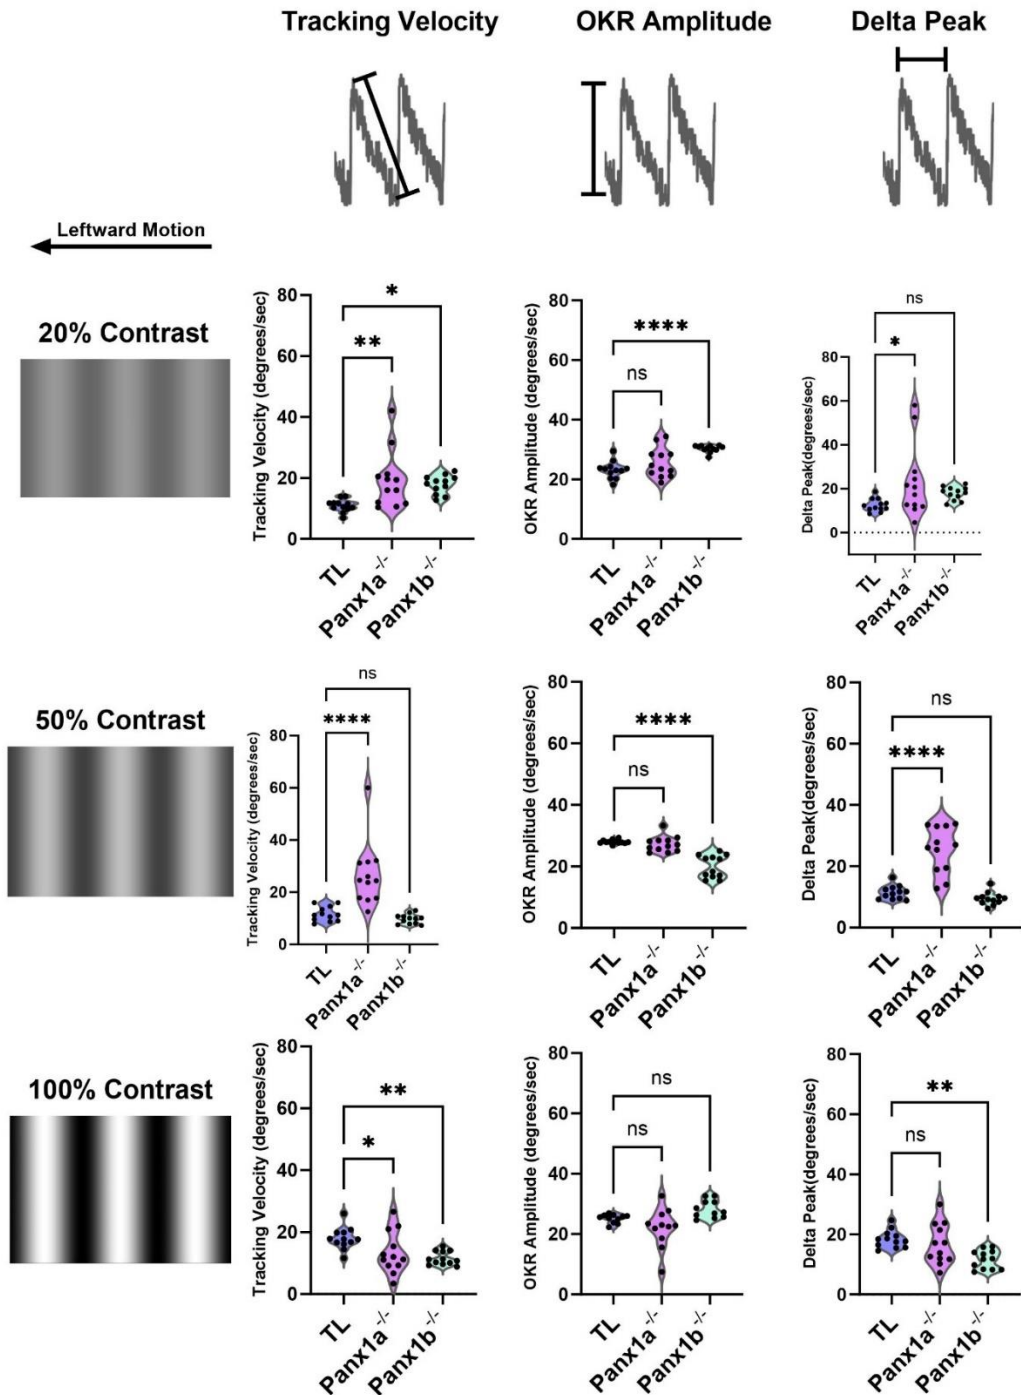 Tracking Velocity
OKR Amplitude
Delta Peak
Leftward Motion
20% Contrast
Tracking Velocity (degrees/sec)
80
60
40
20
0
*
**
TL
Panx1a-/-
Panx1b-/-
OKR Amplitude (degrees/sec)
80
60
40
20
0
****
ns
TL
Panx1a-/-
Panx1b-/-
Delta Peak(degrees/sec)
80
60
40
20
0
ns
*
TL
Panx1a-/-
Panx1b-/-
50% Contrast
Tracking Velocity (degrees/sec)
80
60
40
20
0
ns
****
TL
Panx1a-/-
Panx1b-/-
OKR Amplitude (degrees/sec)
80
60
40
20
0
****
ns
TL
Panx1a-/-
Panx1b-/-
Delta Peak(degrees/sec)
80
60
40
20
0
ns
****
TL
Panx1a-/-
Panx1b-/-
100% Contrast
Tracking Velocity (degrees/sec)
80
60
40
20
0
**
*
TL
Panx1a-/-
Panx1b-/-
OKR Amplitude (degrees/sec)
80
60
40
20
0
ns
ns
TL
Panx1a-/-
Panx1b-/-
Delta Peak(degrees/sec)
80
60
40
20
0
**
ns
TL
Panx1a-/-
Panx1b-/-